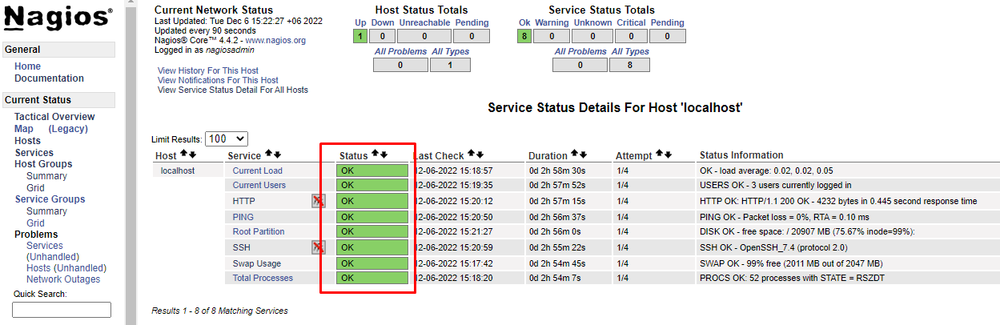 Nagios®
General
Home
Documentation
Current Status
Tactical Overview
Map (Legacy)
Hosts
Services
Host Groups
Summary
Grid
Service Groups
Summary
Grid
Problems
Services
(Unhandled)
Hosts (Unhandled)
Network Outages
Quick Search:
Current Network Status
Last Updated: Tue Dec 6 15:22:27 +06 2022
Updated every 90 seconds
Nagios® Core™ 4.4.2 - www.nagios.org
Logged in as nagiosadmin
View History For This Host
View Notifications For This Host
View Service Status Detail For All Hosts
Host Status Totals
Up Down Unreachable Pending
1 0 0 0
All Problems All Types
0 1
Service Status Totals
Ok Warning Unknown Critical Pending
8 0 0 0 0
All Problems All Types
0 8
Service Status Details For Host 'localhost'
Limit Results: 100
Host Service Status Last Check Duration Attempt Status Information
localhost Current Load OK 12-06-2022 15:18:57 0d 2h 58m 30s 1/4 OK - load average: 0.02, 0.02, 0.05
Current Users OK 12-06-2022 15:19:35 0d 2h 57m 52s 1/4 USERS OK - 3 users currently logged in
HTTP OK 12-06-2022 15:20:12 0d 2h 57m 15s 1/4 HTTP OK: HTTP/1.1 200 OK - 4232 bytes in 0.445 second response time
PING OK 12-06-2022 15:20:50 0d 2h 56m 37s 1/4 PING OK - Packet loss = 0%, RTA = 0.10 ms
Root Partition OK 12-06-2022 15:21:27 0d 2h 56m 0s 1/4 DISK OK - free space: / 20907 MB (75.67% inode=99%):
SSH OK 12-06-2022 15:20:59 0d 2h 55m 22s 1/4 SSH OK - OpenSSH_7.4 (protocol 2.0)
Swap Usage OK 12-06-2022 15:17:42 0d 2h 54m 45s 1/4 SWAP OK - 99% free (2011 MB out of 2047 MB)
Total Processes OK 12-06-2022 15:18:20 0d 2h 54m 7s 1/4 PROCS OK: 52 processes with STATE = RSZDT
Results 1 - 8 of 8 Matching Services